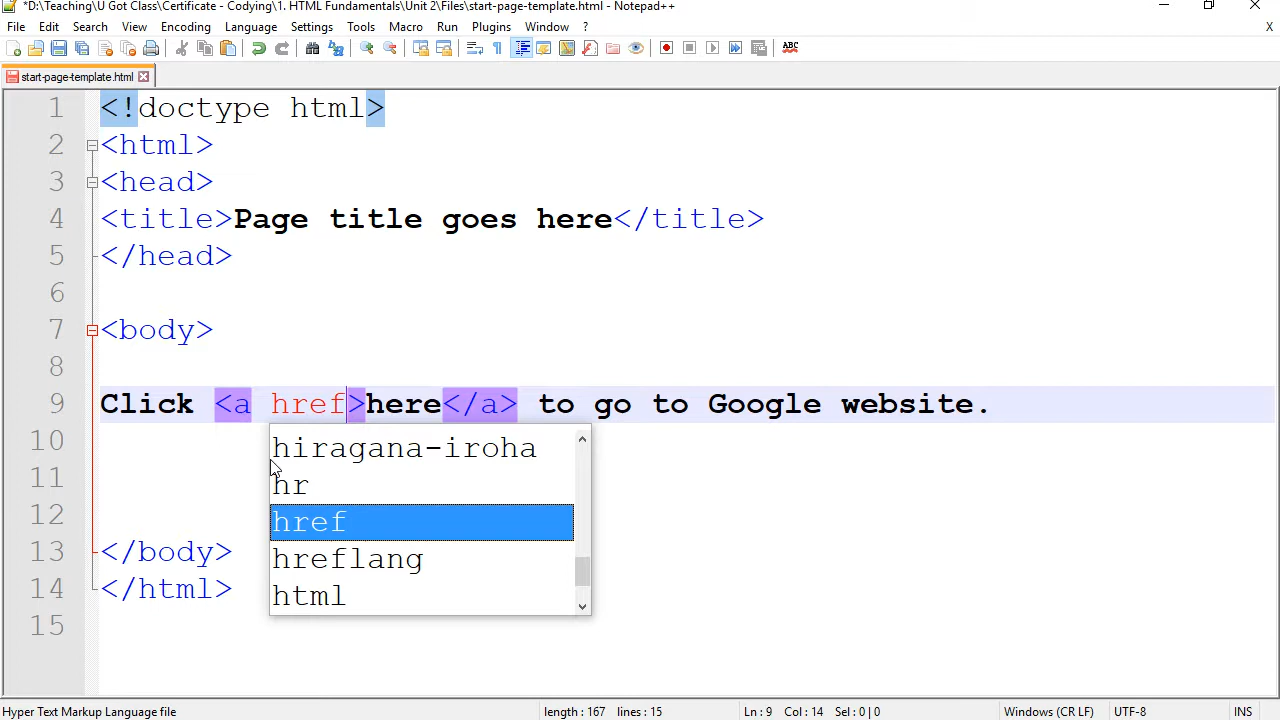 *D:\Teaching\U Got Class\Certificate - Codying\1. HTML Fundamentals\Unit 2\Files\start-page-template.html - Notepad++
File Edit Search View Encoding Language Settings Tools Macro Run Plugins Window ? X
ABC
start-page-template.html
1 <!doctype html>
2 <html>
3 <head>
4 <title>Page title goes here</title>
5 </head>
6
7 <body>
8
9 Click <a href>here</a> to go to Google website.
10 hiragana-iroha
11 hr
12 href
13 </body> hreflang
14 </html> html
15
Hyper Text Markup Language file length : 167 lines : 15 Ln : 9 Col : 14 Sel : 0 | 0 Windows (CR LF) UTF-8 INS